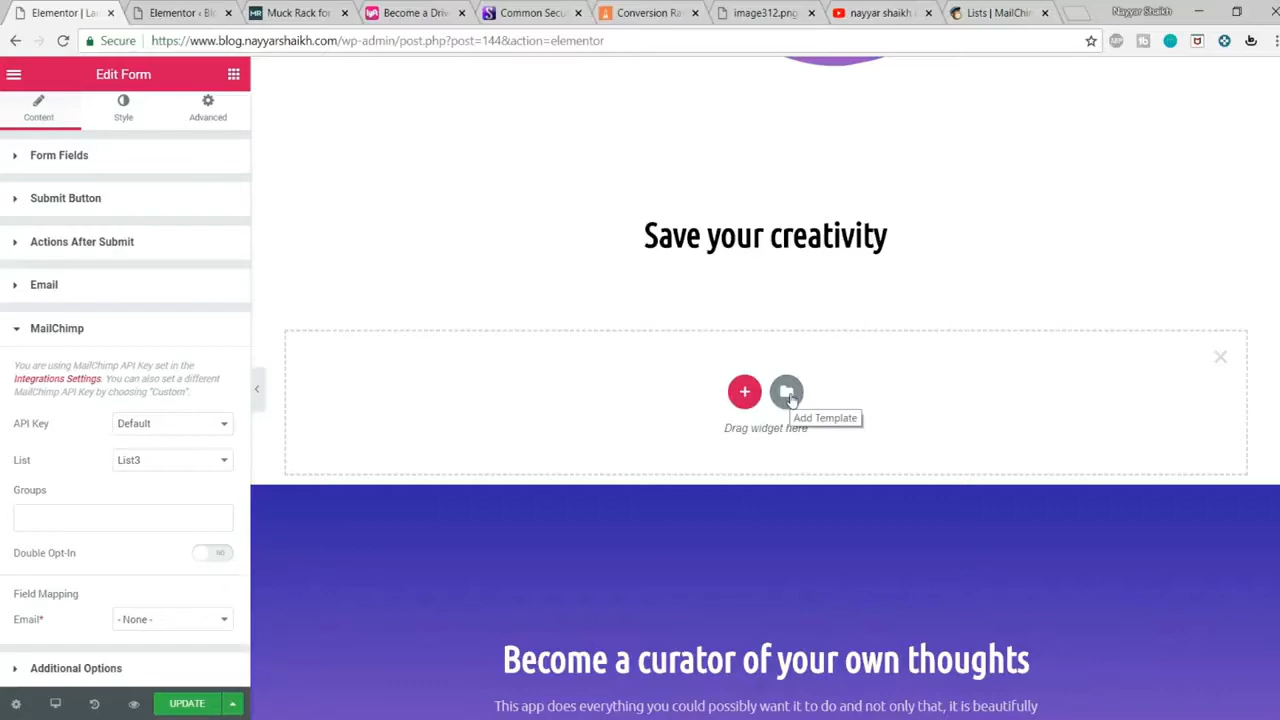 Elementor | La
Elementor ‹ Blo
Muck Rack for
Become a Driv
Common Secu
Conversion Ra
image312.png
nayyar shaikh
Lists | MailChim
Nayyar Shaikh
Secure
https://www.blog.nayyarshaikh.com/wp-admin/post.php?post=144&action=elementor
Edit Form
Content
Style
Advanced
Form Fields
Submit Button
Actions After Submit
Email
MailChimp
You are using MailChimp API Key set in the
Integrations Settings. You can also set a different
MailChimp API Key by choosing "Custom".
API Key
Default
List
List3
Groups
Double Opt-In
NO
Field Mapping
Email*
- None -
Additional Options
UPDATE
Save your creativity
Add Template
Drag widget here
Become a curator of your own thoughts
This app does everything you could possibly want it to do and not only that, it is beautifully